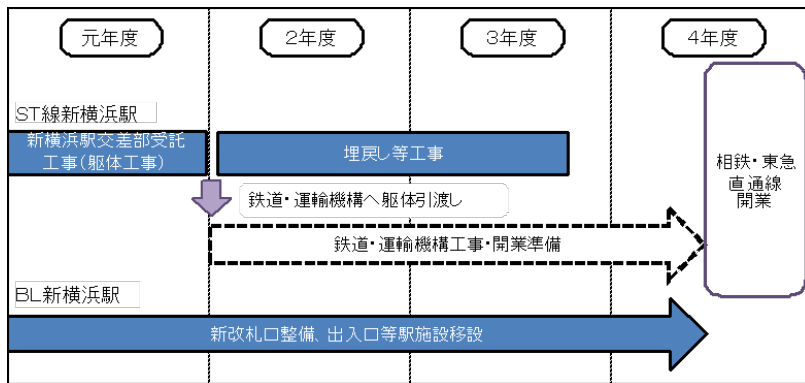 元年度
2年度
3年度
4年度
ST線新横浜駅
新横浜駅交差部受託
工事(躯体工事)
埋戻し等工事
相鉄・東急
直通線
開業
鉄道・運輸機構へ躯体引渡し
鉄道・運輸機構工事・開業準備
BL新横浜駅
新改札口整備、出入口等駅施設移設